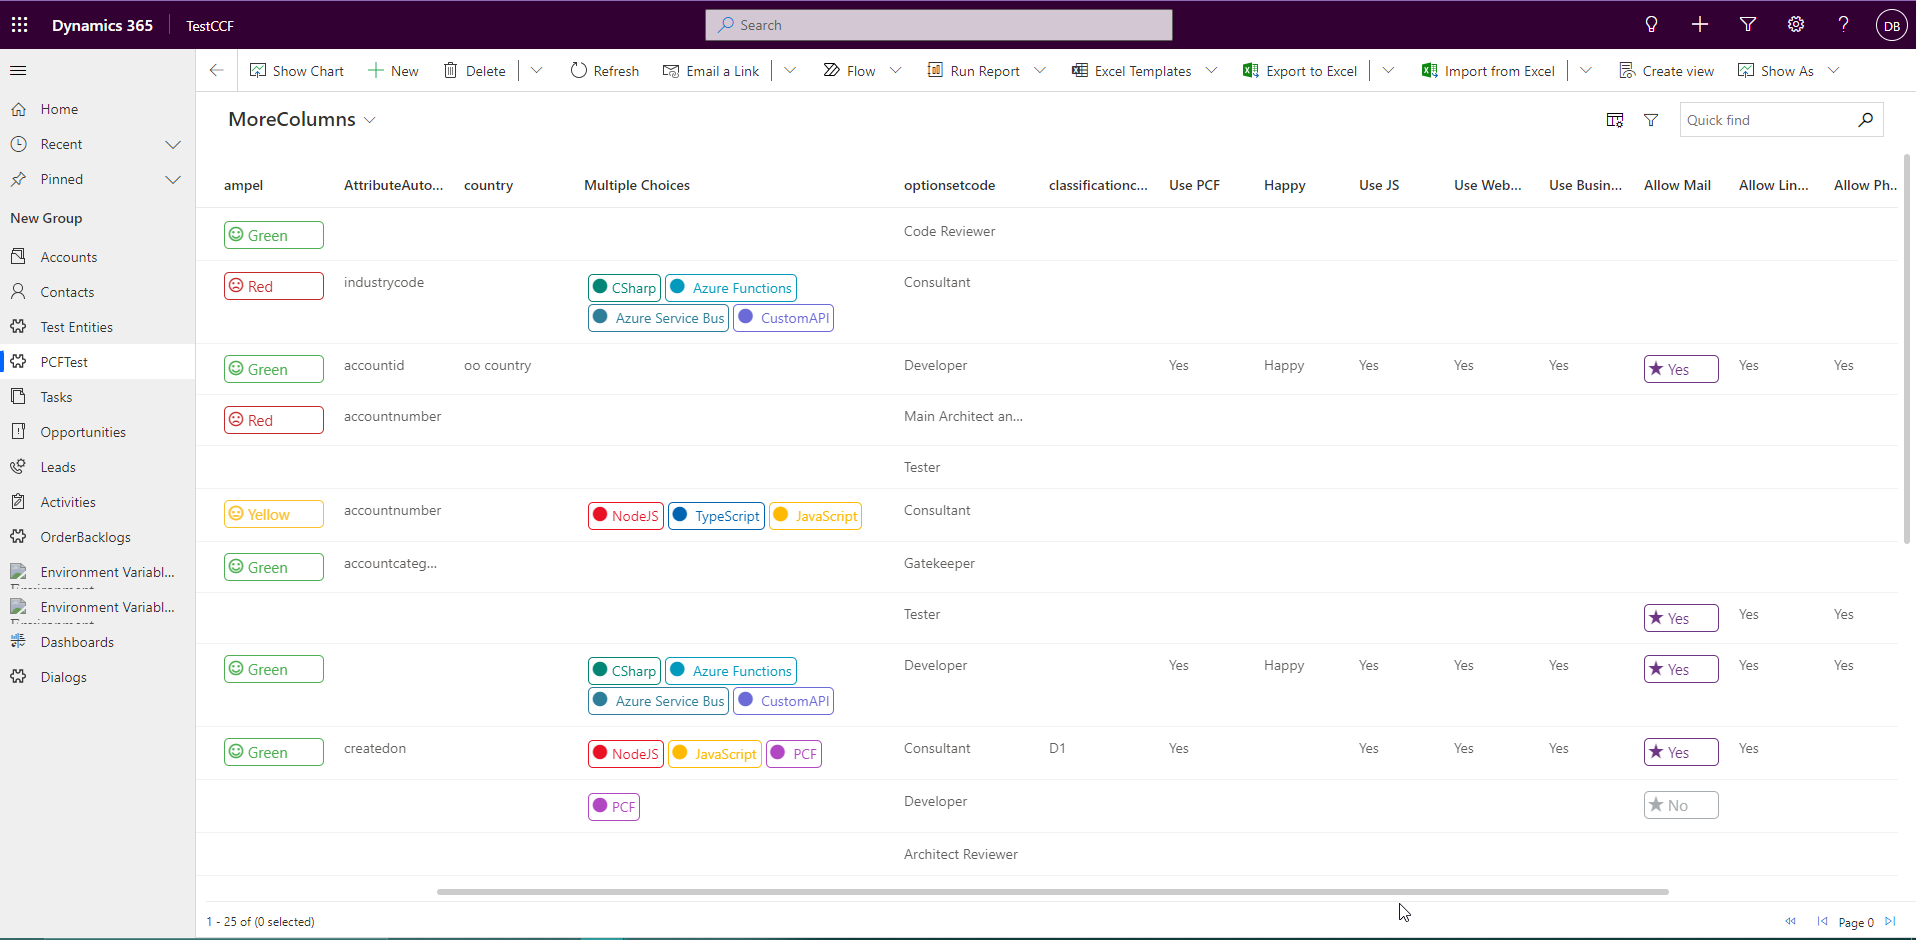 Dynamics 365 TestCCF Search DB
Show Chart New Delete Refresh Email a Link Flow Run Report Excel Templates Export to Excel Import from Excel Create view Show As
Home
Recent
Pinned
New Group
Accounts
Contacts
Test Entities
PCFTest
Tasks
Opportunities
Leads
Activities
OrderBacklogs
Environment Variabl...
Environment Variabl...
Dashboards
Dialogs
MoreColumns Quick find
ampel AttributeAuto... country Multiple Choices optionsetcode classificationc... Use PCF Happy Use JS Use Web... Use Busin... Allow Mail Allow Lin... Allow Ph...
Green Code Reviewer
Red industrycode CSharp Azure Functions Consultant
Azure Service Bus CustomAPI
Green accountid oo country Developer Yes Happy Yes Yes Yes Yes Yes Yes
Red accountnumber Main Architect an...
Tester
Yellow accountnumber NodeJS TypeScript JavaScript Consultant
Green accountcateg... Gatekeeper
Tester Yes Yes Yes
Green CSharp Azure Functions Developer Yes Happy Yes Yes Yes Yes Yes Yes
Azure Service Bus CustomAPI
Green createdon NodeJS JavaScript PCF Consultant D1 Yes Yes Yes Yes Yes Yes
PCF Developer No
Architect Reviewer
1 - 25 of (0 selected) Page 0